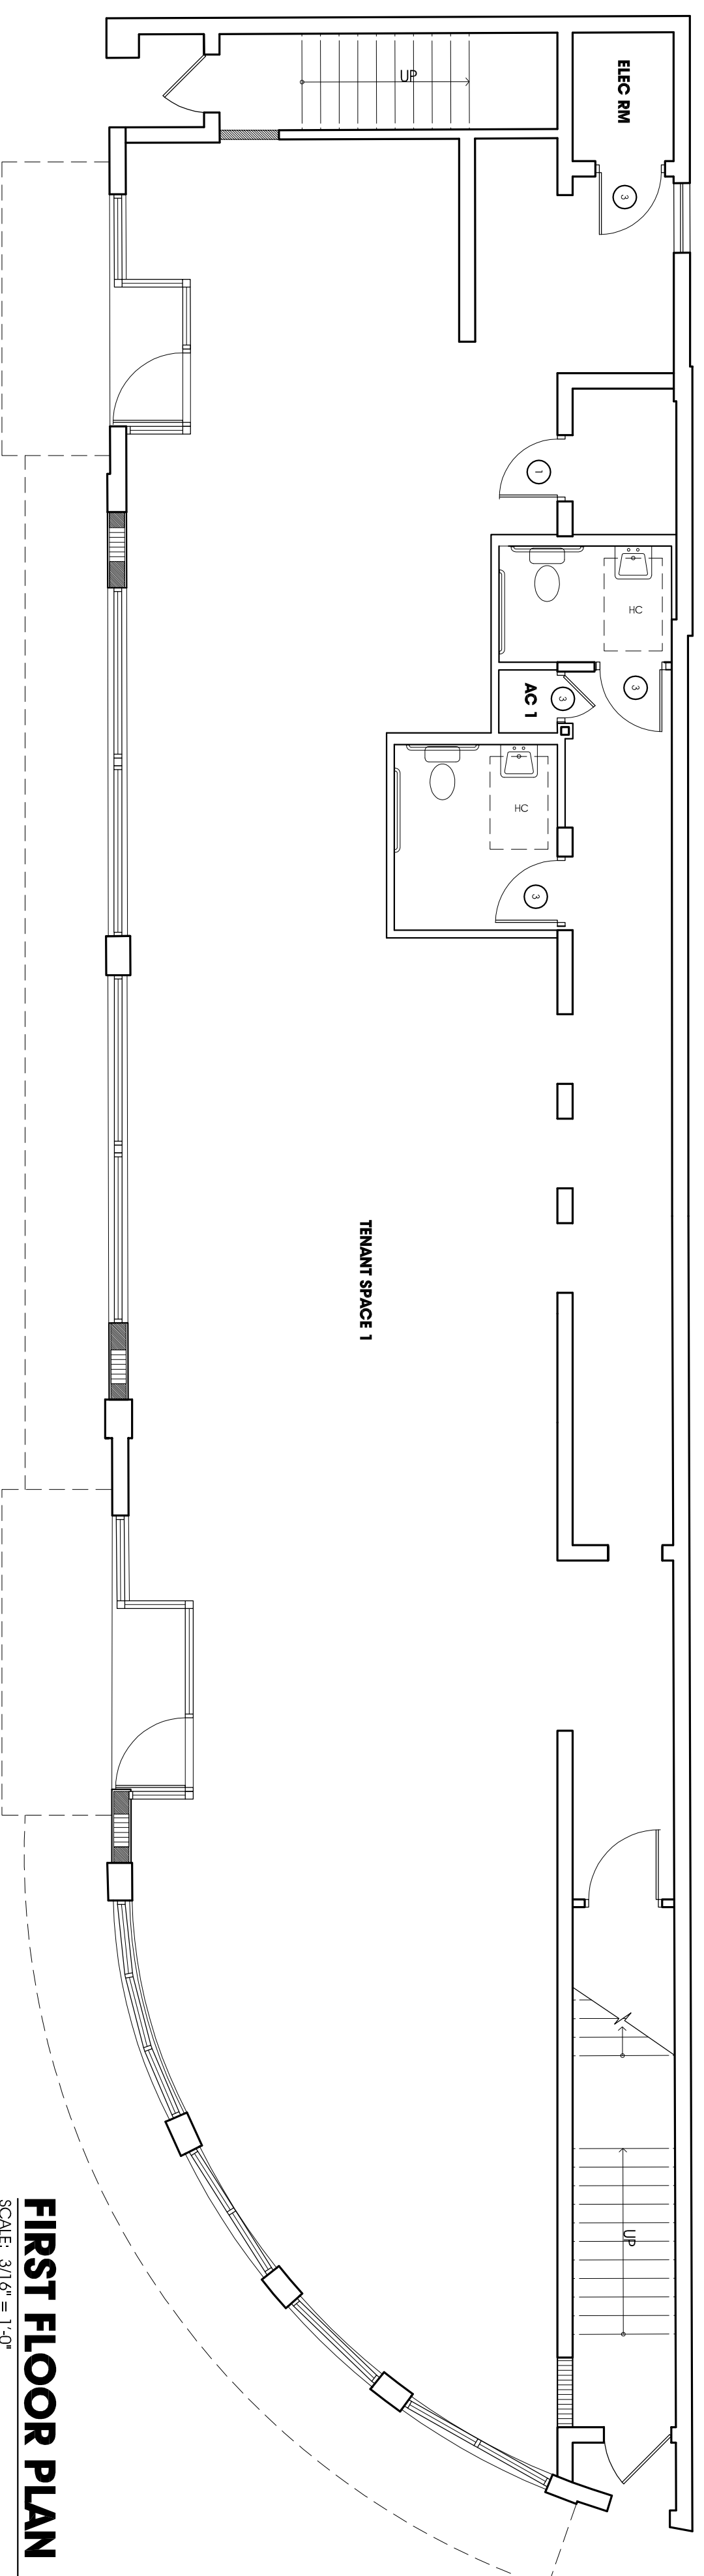 ELEC RM
UP
3
1
HC
3
AC 1
3
HC
3
TENANT SPACE 1
UP
FIRST FLOOR PLAN
SCALE: 3/16" = 1'-0"